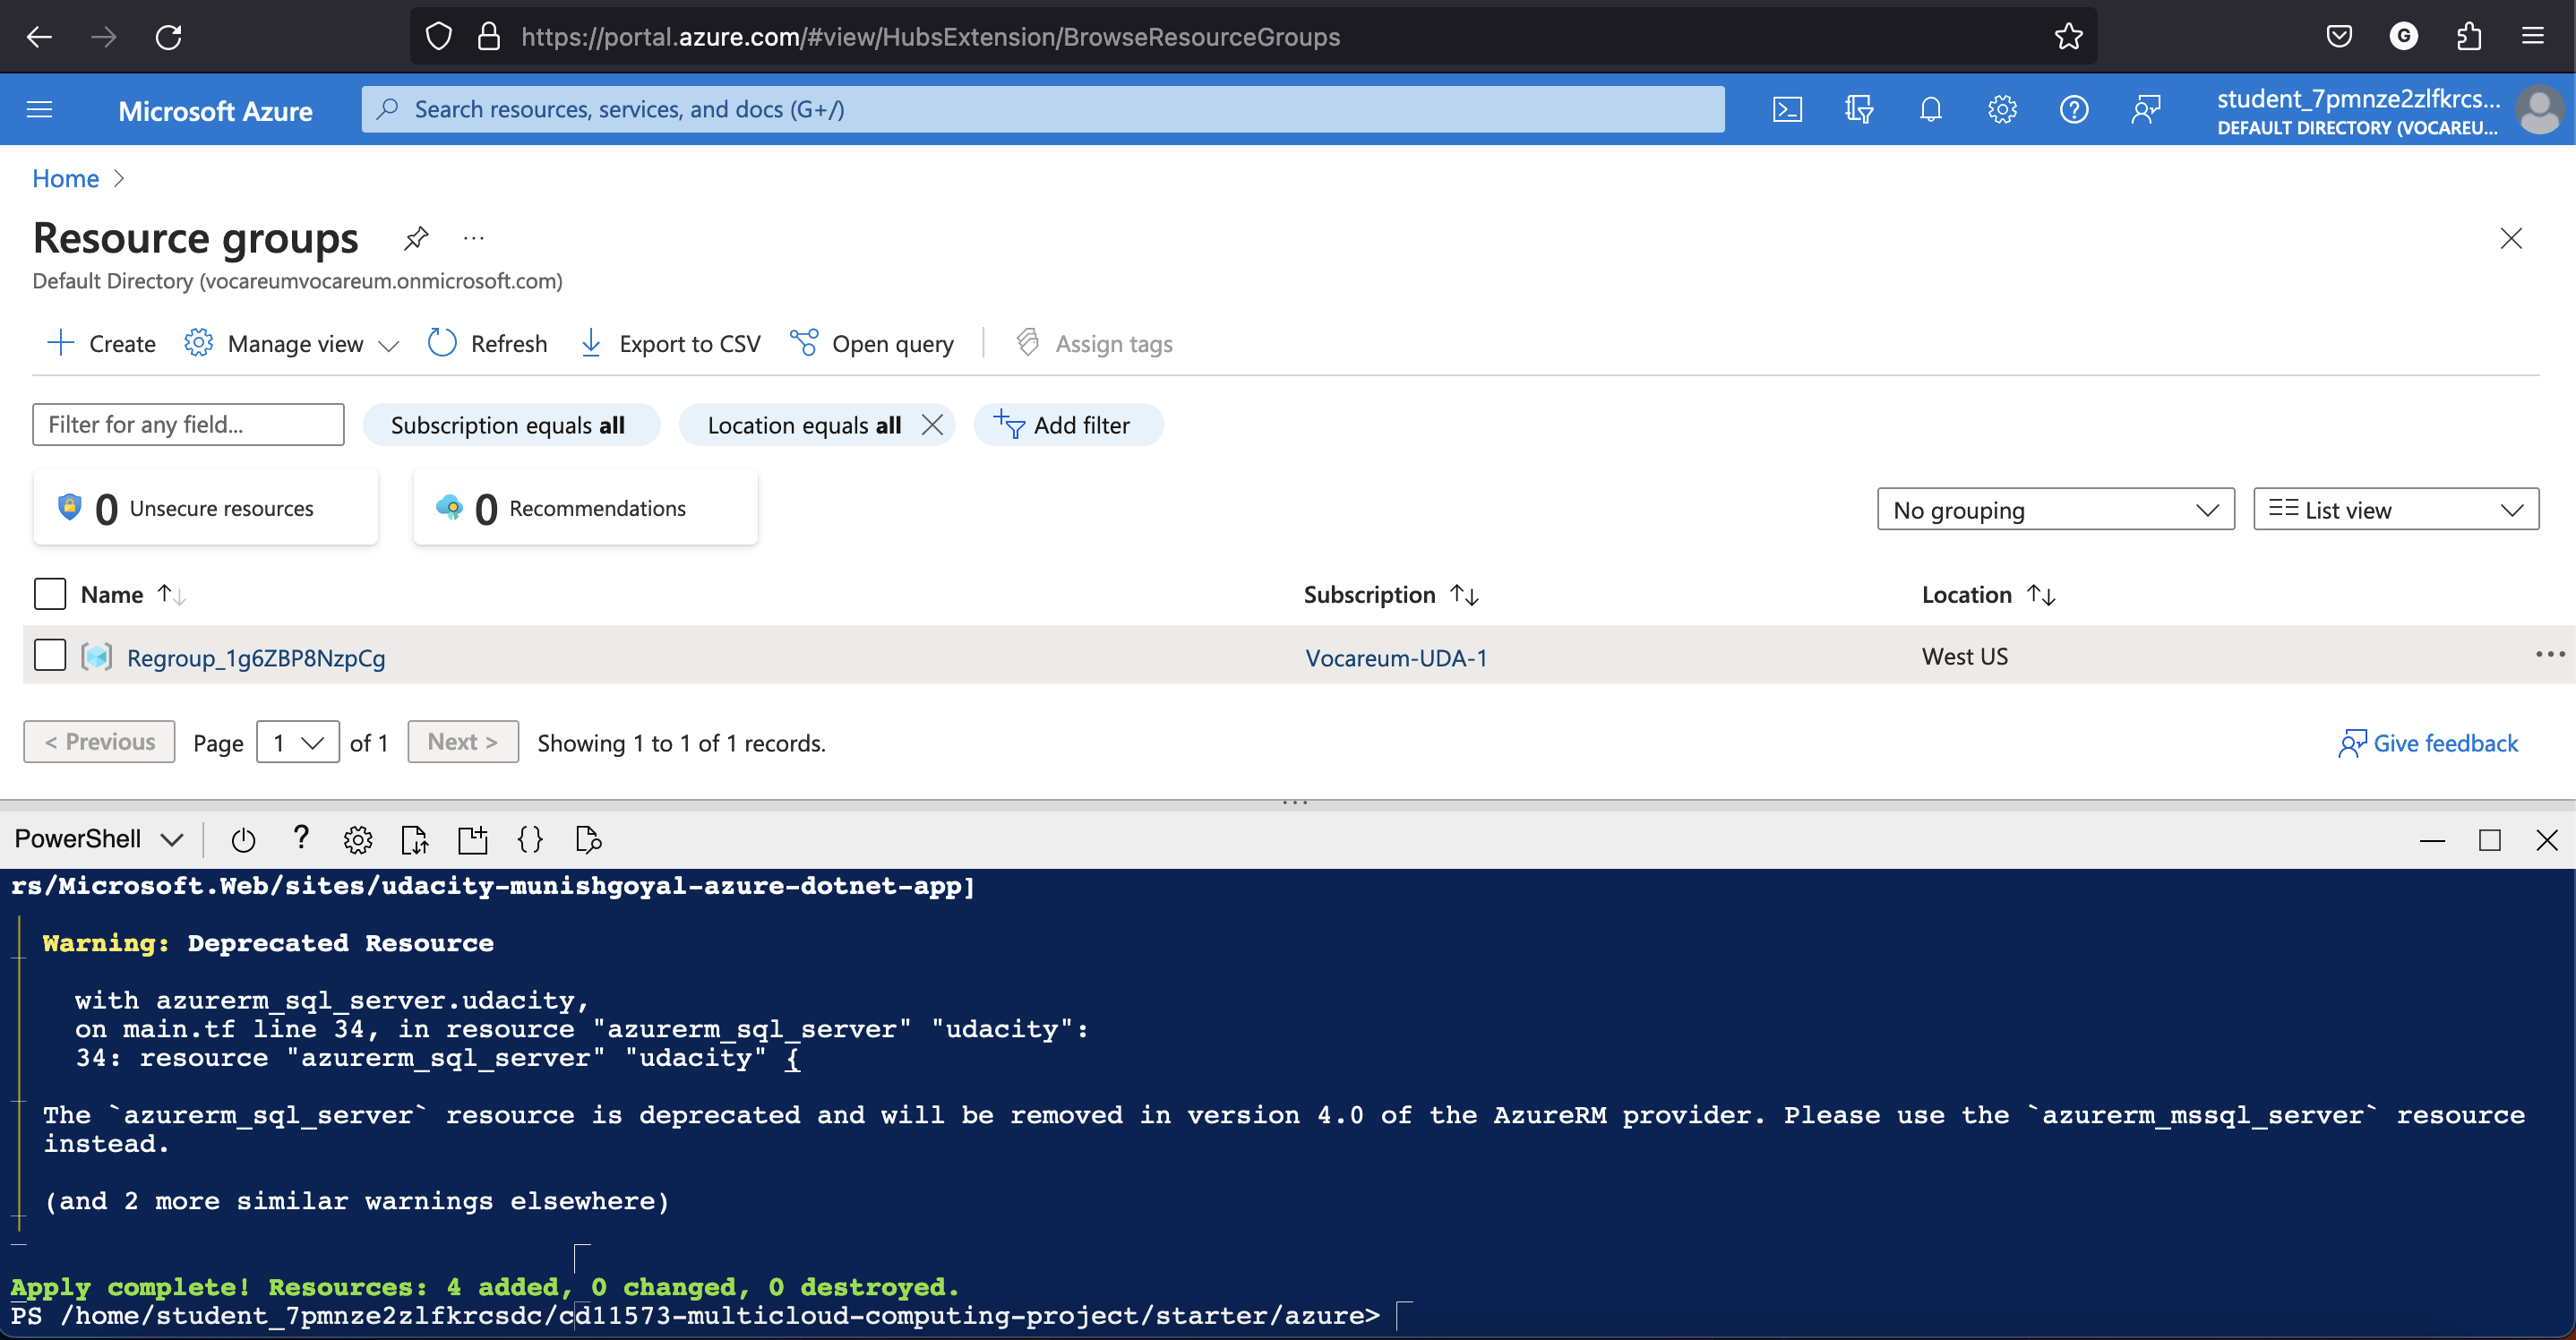 https://portal.azure.com/#view/HubsExtension/BrowseResourceGroups
G
Microsoft Azure
Search resources, services, and docs (G+/)
student_7pmnze2zlfkrcs...
DEFAULT DIRECTORY (VOCAREU...
Home >
Resource groups
...
Default Directory (vocareumvocareum.onmicrosoft.com)
Create
Manage view
Refresh
Export to CSV
Open query
Assign tags
Filter for any field...
Subscription equals all
Location equals all
Add filter
0 Unsecure resources
0 Recommendations
No grouping
List view
Name
Subscription
Location
Regroup_1g6ZBP8NzpCg
Vocareum-UDA-1
West US
< Previous
Page 1 of 1
Next >
Showing 1 to 1 of 1 records.
Give feedback
PowerShell
rs/Microsoft.Web/sites/udacity-munishgoyal-azure-dotnet-app]
Warning: Deprecated Resource
with azurerm_sql_server.udacity,
on main.tf line 34, in resource "azurerm_sql_server" "udacity":
34: resource "azurerm_sql_server" "udacity" {
The `azurerm_sql_server` resource is deprecated and will be removed in version 4.0 of the AzureRM provider. Please use the `azurerm_mssql_server` resource
instead.
(and 2 more similar warnings elsewhere)
Apply complete! Resources: 4 added, 0 changed, 0 destroyed.
PS /home/student_7pmnze2zlfkrcsdc/cd11573-multicloud-computing-project/starter/azure>